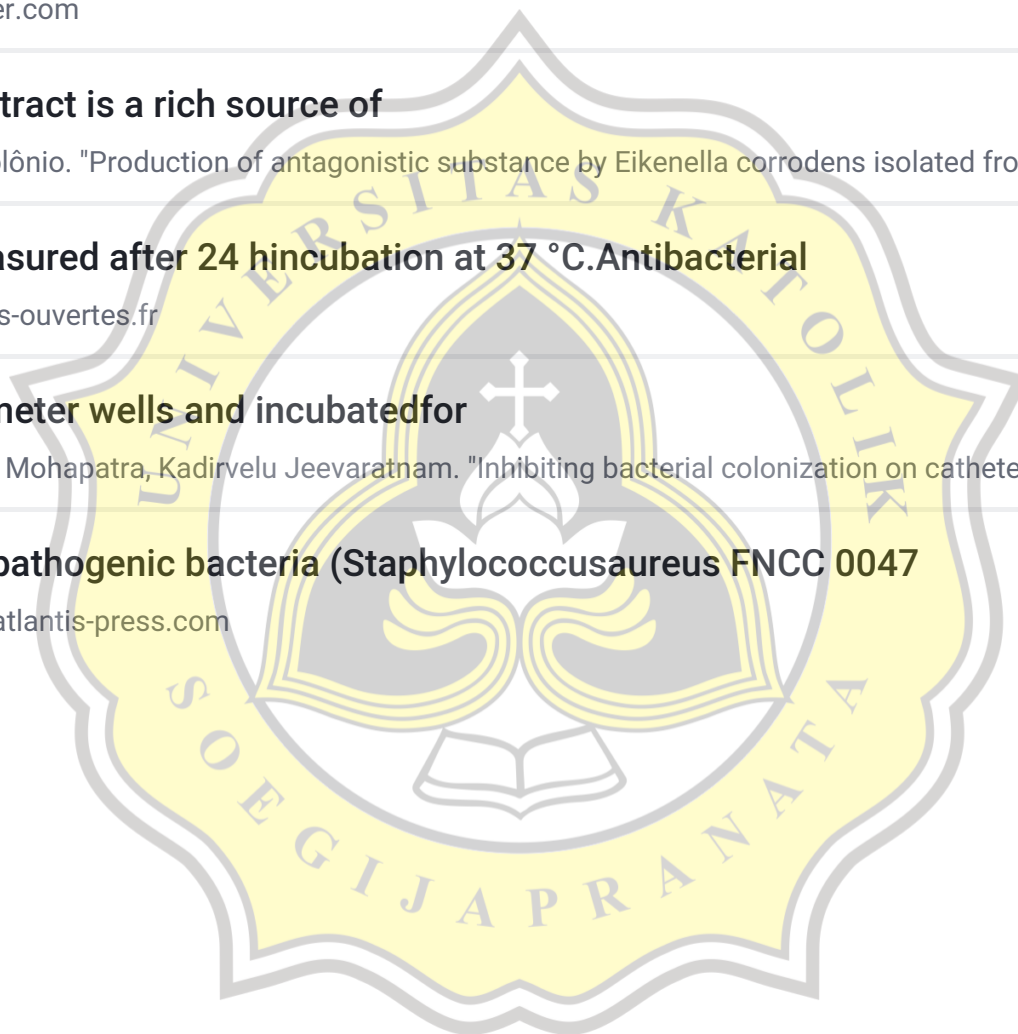 er.com
tract is a rich source of
lônio. "Production of antagonistic substance by Eikenella corrodens isolated fro
asured after 24 hincubation at 37 °C.Antibacterial
s-ouvertes.fr
meter wells and incubatedfor
Mohapatra, Kadirvelu Jeevaratnam. "Inhibiting bacterial colonization on cathete
pathogenic bacteria (Staphylococcusaureus FNCC 0047
atlantis-press.com
UNIVERSITAS KATOLIK
SOEGIJAPRANATA